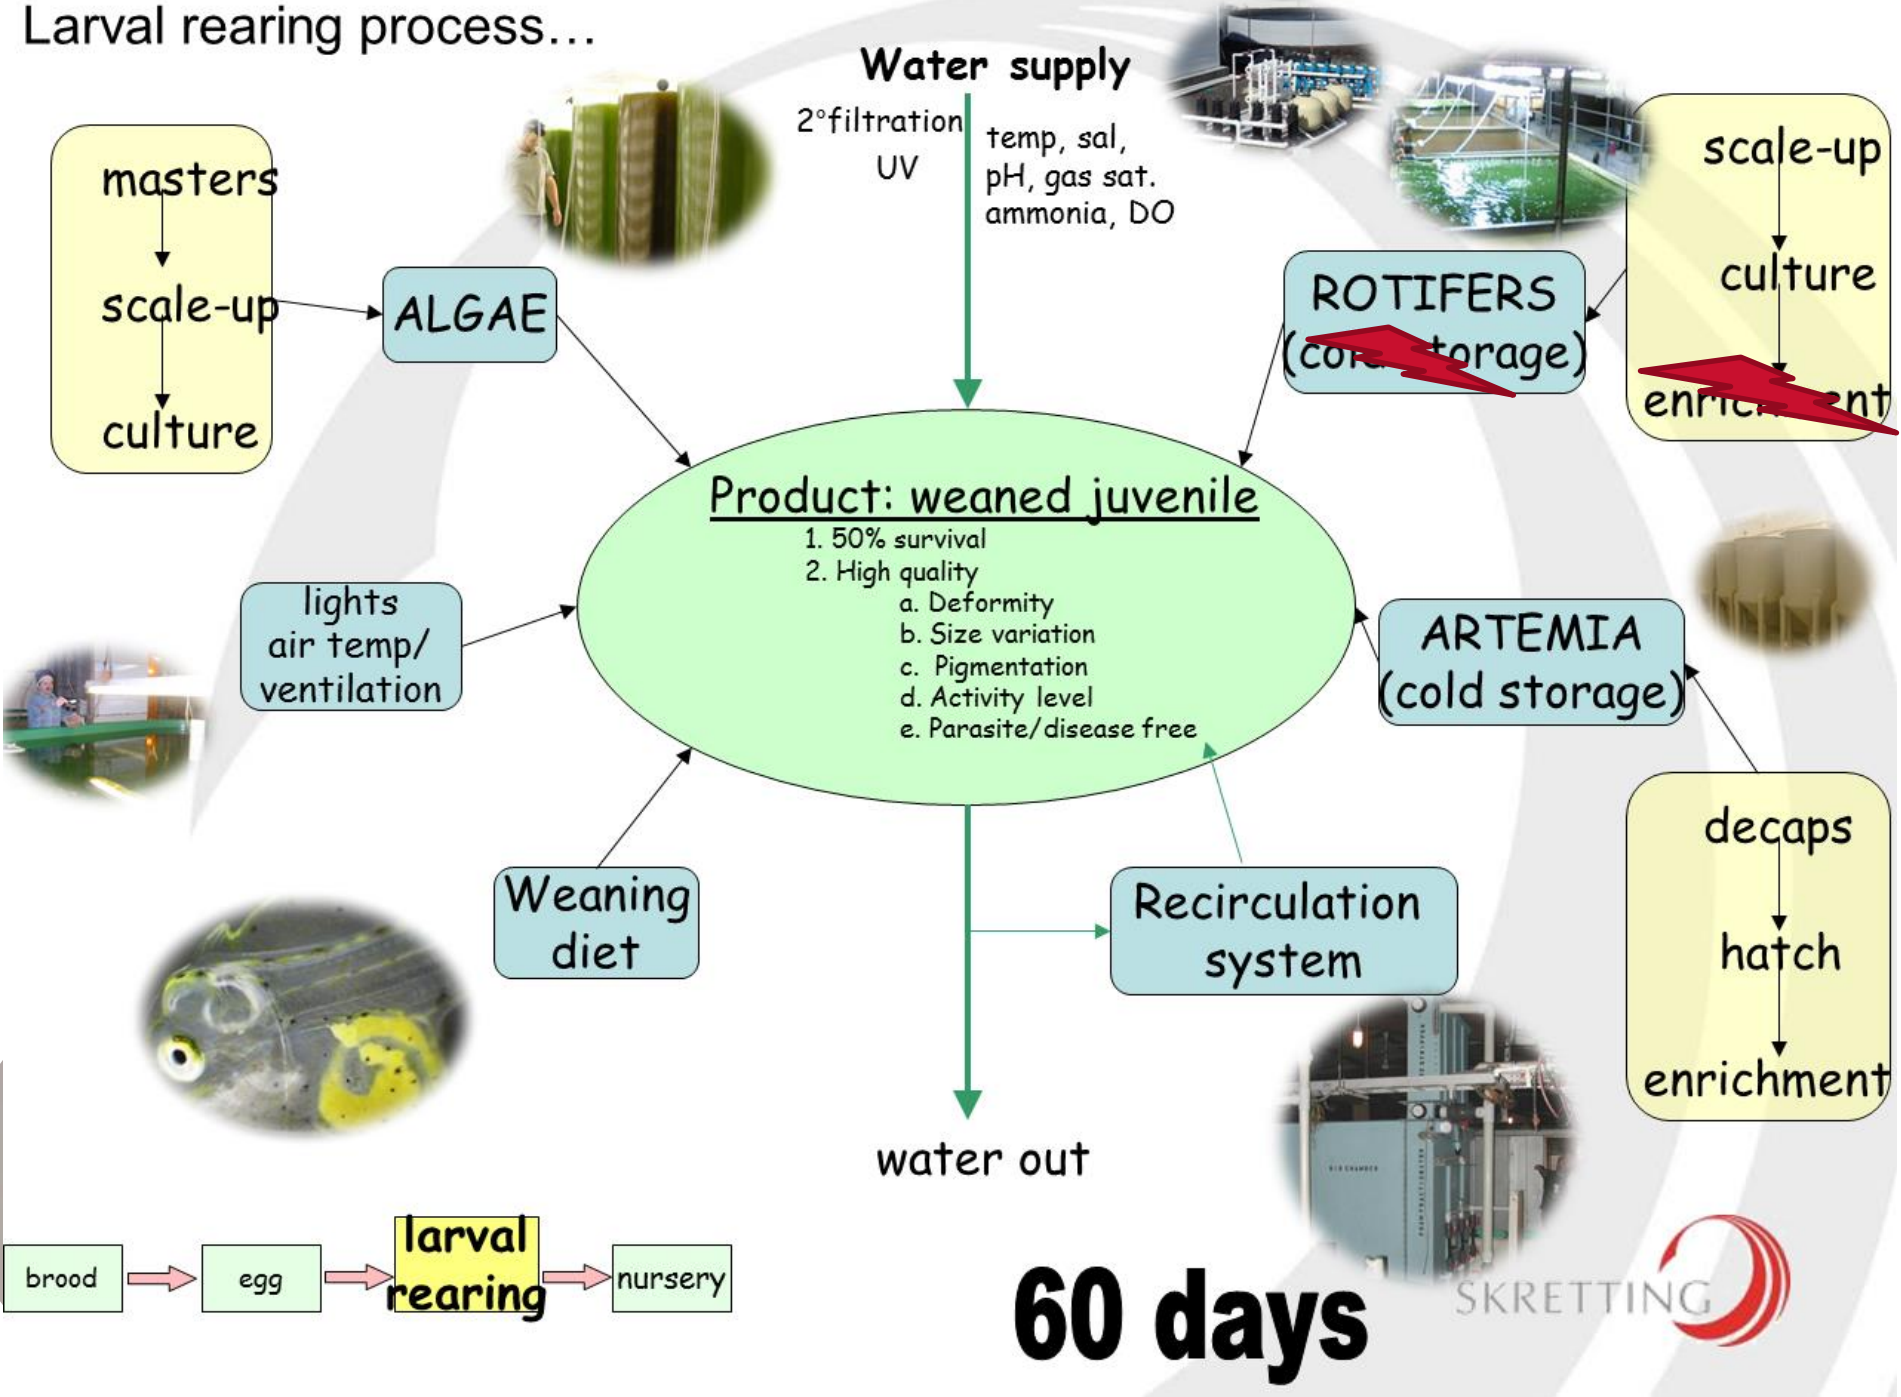 Larval rearing process...
Water supply
2°filtration
UV
temp, sal,
pH, gas sat.
ammonia, DO
masters
scale-up
culture
ALGAE
ROTIFERS
(cold storage)
scale-up
culture
enrichment
Product: weaned juvenile
1. 50% survival
2. High quality
a. Deformity
b. Size variation
c. Pigmentation
d. Activity level
e. Parasite/disease free
lights
air temp/
ventilation
ARTEMIA
(cold storage)
decaps
hatch
enrichment
Weaning
diet
Recirculation
system
water out
brood
egg
larval
rearing
nursery
60 days
SKRETTING